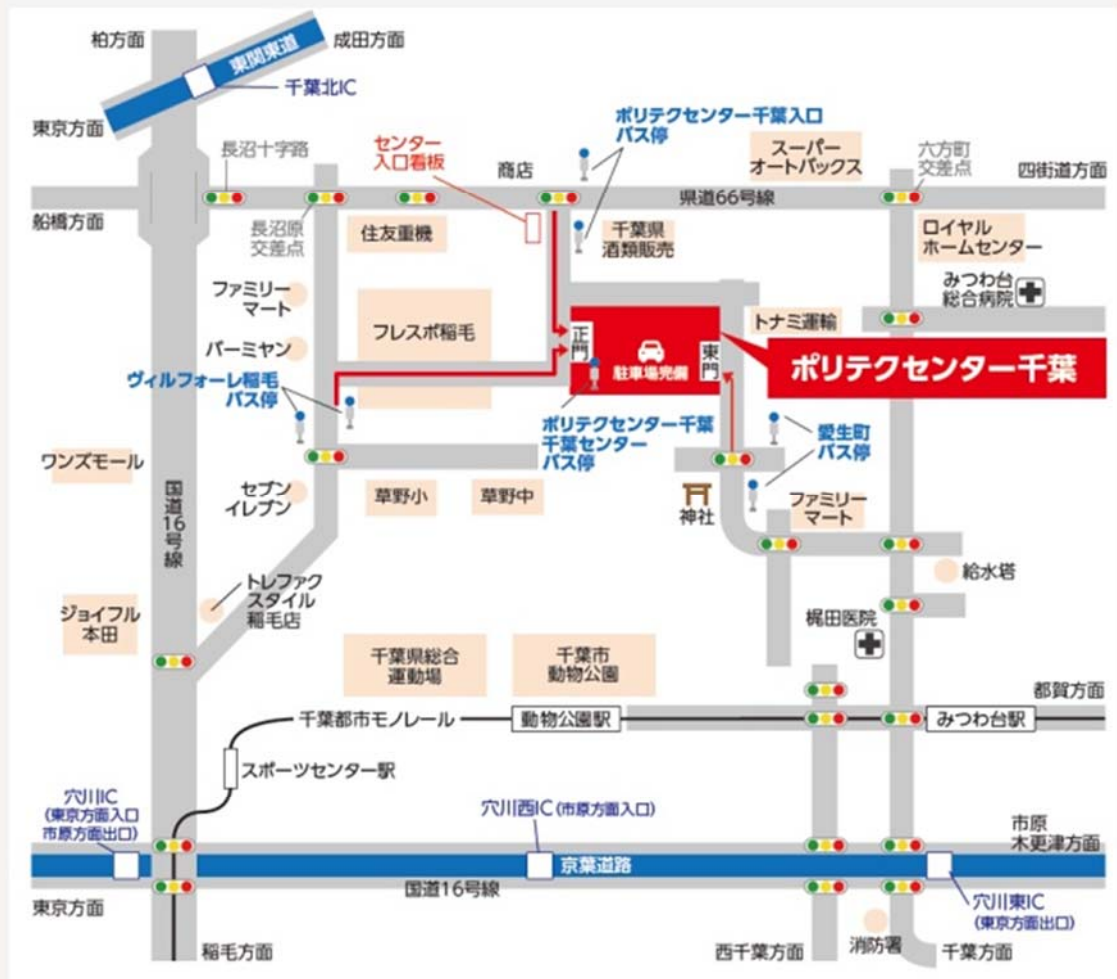 柏方面
成田方面
東関東道
千葉北IC
東京方面
ポリテクセンター千葉入口
バス停
長沼十字路
センター
入口看板
商店
スーパー
オートバックス
六方町
交差点
四街道方面
県道66号線
船橋方面
長沼原
交差点
住友重機
千葉県
酒類販売
ロイヤル
ホームセンター
みつわ台
総合病院
ファミリー
マート
フレスポ稲毛
正門
トナミ運輸
バーミヤン
駐車場完備
東門
ポリテクセンター千葉
ヴィルフォーレ稲毛
バス停
ポリテクセンター千葉
千葉センター
バス停
愛生町
バス停
ワンズモール
国道16号線
セブン
イレブン
草野小
草野中
神社
ファミリー
マート
給水塔
トレファク
スタイル
稲毛店
ジョイフル
本田
梶田医院
千葉県総合
運動場
千葉市
動物公園
都賀方面
千葉都市モノレール
動物公園駅
みつわ台駅
スポーツセンター駅
穴川IC
(東京方面入口
市原方面出口)
穴川西IC(市原方面入口)
市原
木更津方面
京葉道路
国道16号線
東京方面
穴川東IC
(東京方面出口)
稲毛方面
西千葉方面
消防署
千葉方面